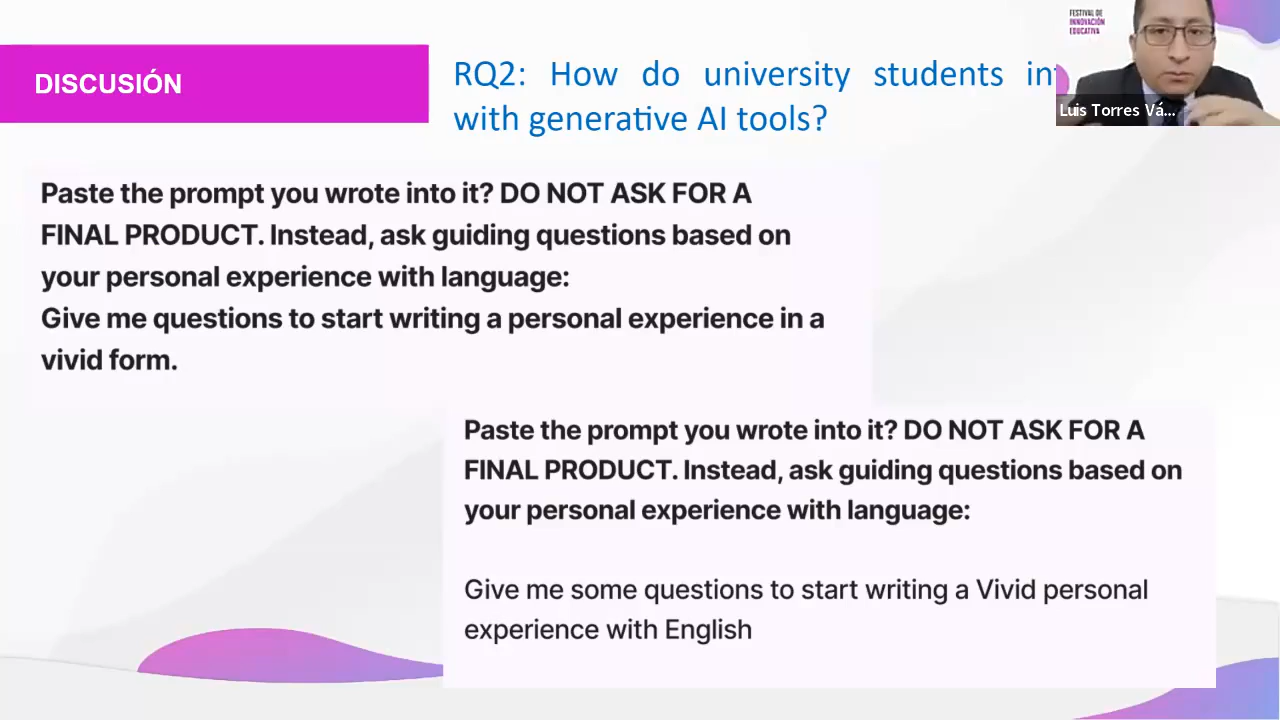 FESTIVAL DE
INNOVACIÓN
EDUCATIVA
DISCUSIÓN
RQ2: How do university students
with generative AI tools?
Luis Torres Vá...
Paste the prompt you wrote into it? DO NOT ASK FOR A
FINAL PRODUCT. Instead, ask guiding questions based on
your personal experience with language:
Give me questions to start writing a personal experience in a
vivid form.
Paste the prompt you wrote into it? DO NOT ASK FOR A
FINAL PRODUCT. Instead, ask guiding questions based on
your personal experience with language:
Give me some questions to start writing a Vivid personal
experience with English